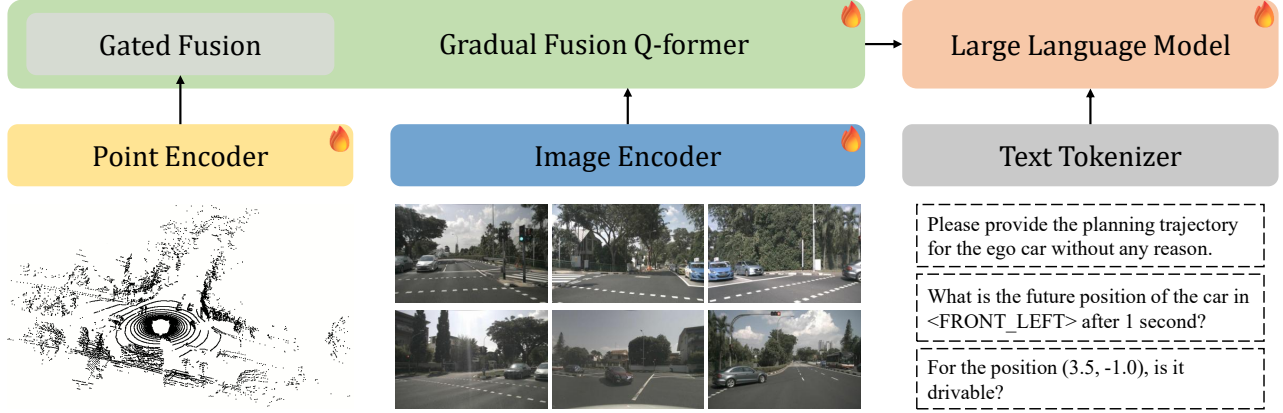 Gated Fusion
Gradual Fusion Q-former
Large Language Model
Point Encoder
Image Encoder
Text Tokenizer
Please provide the planning trajectory
for the ego car without any reason.
What is the future position of the car in
<FRONT_LEFT> after 1 second?
For the position (3.5, -1.0), is it
drivable?